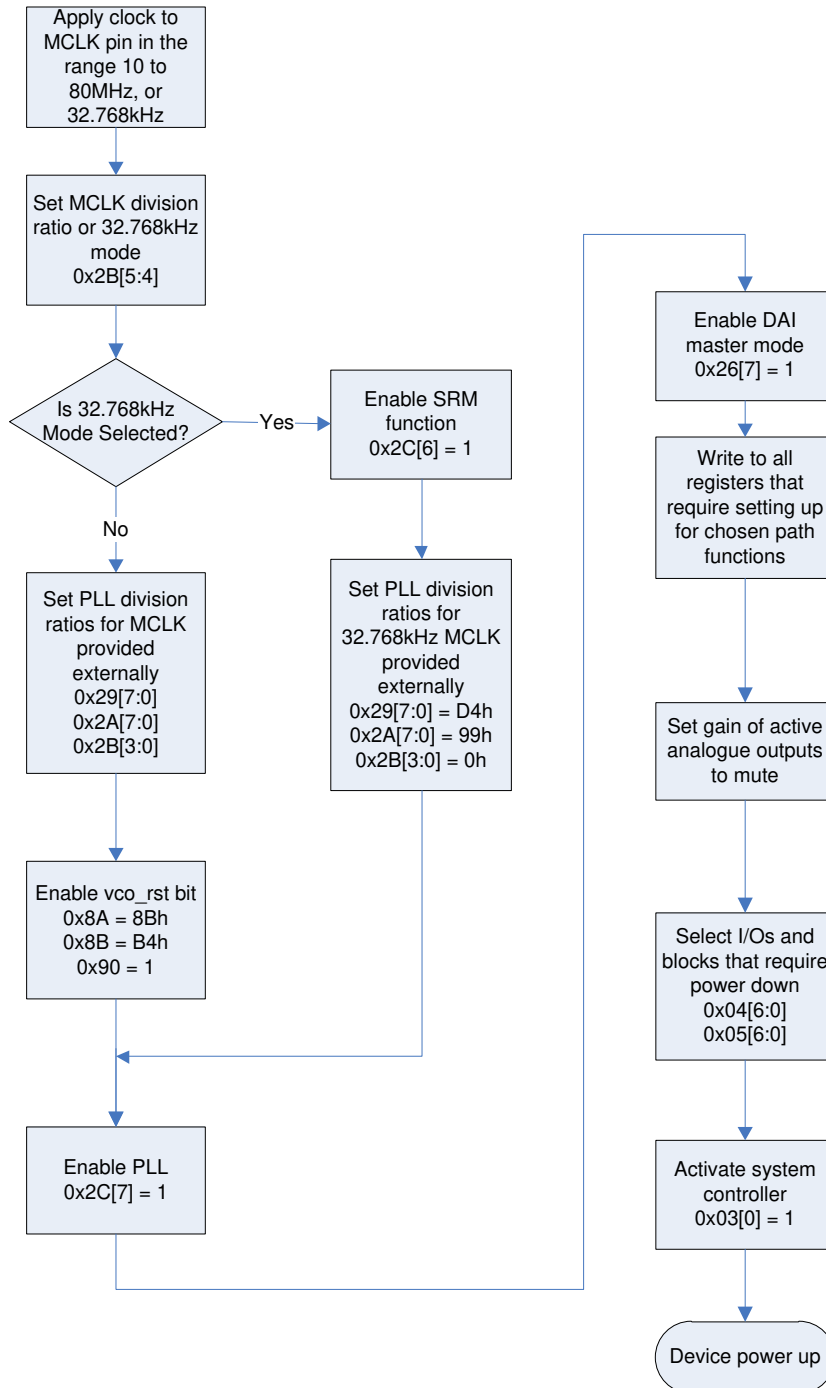 Apply clock to
MCLK pin in the
range 10 to
80MHz, or
32.768kHz
Set MCLK division
ratio or 32.768kHz
mode
0x2B[5:4]
Is 32.768kHz
Mode Selected?
Yes
No
Enable SRM
function
0x2C[6] = 1
Set PLL division
ratios for MCLK
provided
externally
0x29[7:0]
0x2A[7:0]
0x2B[3:0]
Set PLL division
ratios for
32.768kHz MCLK
provided
externally
0x29[7:0] = D4h
0x2A[7:0] = 99h
0x2B[3:0] = 0h
Enable vco_rst bit
0x8A = 8Bh
0x8B = B4h
0x90 = 1
Enable PLL
0x2C[7] = 1
Enable DAI
master mode
0x26[7] = 1
Write to all
registers that
require setting up
for chosen path
functions
Set gain of active
analogue outputs
to mute
Select I/Os and
blocks that require
power down
0x04[6:0]
0x05[6:0]
Activate system
controller
0x03[0] = 1
Device power up